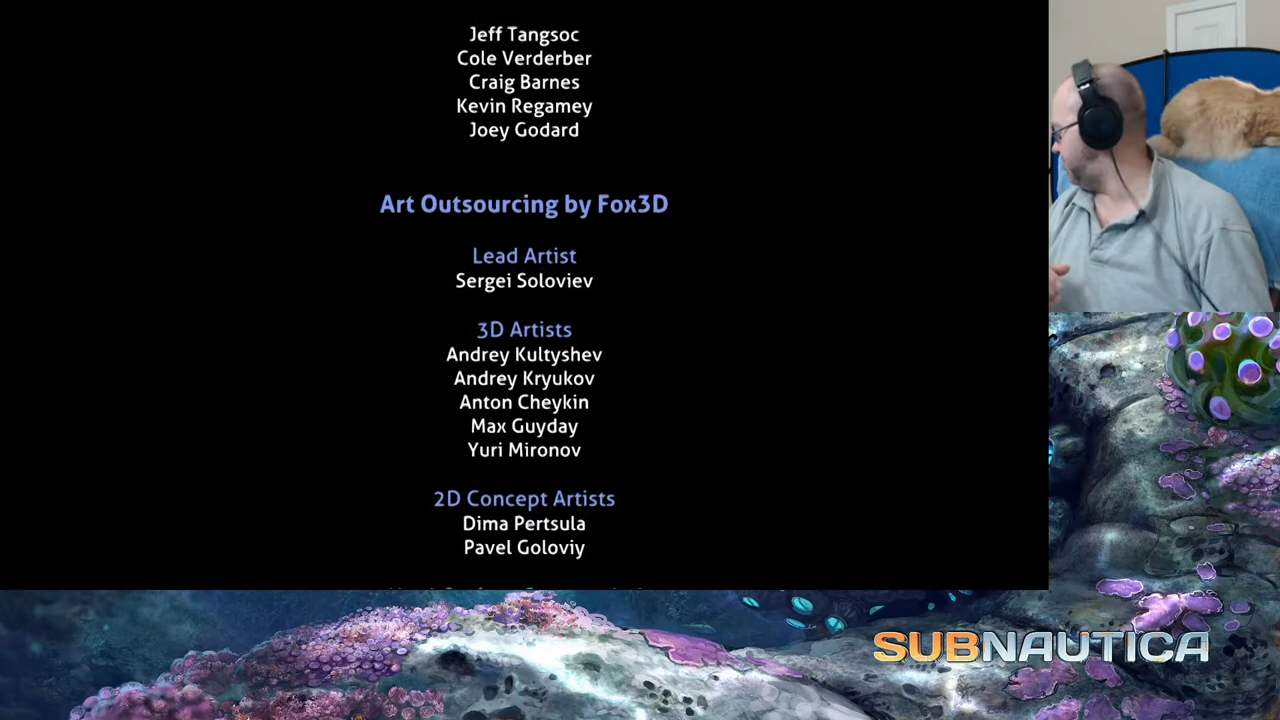 Jeff Tangsoc
Cole Verderber
Craig Barnes
Kevin Regamey
Joey Godard
Art Outsourcing by Fox3D
Lead Artist
Sergei Soloviev
3D Artists
Andrey Kultyshev
Andrey Kryukov
Anton Cheykin
Max Guyday
Yuri Mironov
2D Concept Artists
Dima Pertsula
Pavel Goloviy
SUBNAUTICA